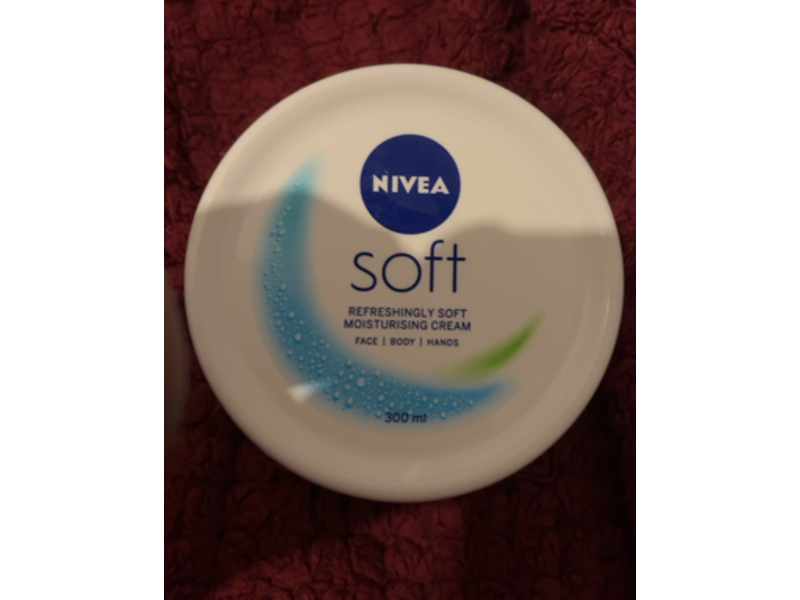 NIVEA
soft
REFRESHINGLY SOFT
MOISTURISING CREAM
FACE | BODY | HANDS
300 ml